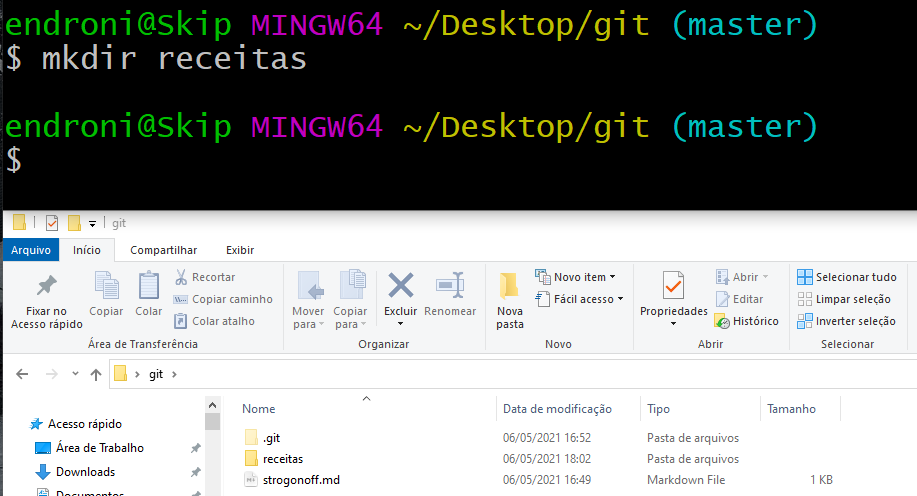 endroni@Skip MINGW64 ~/Desktop/git (master)
$ mkdir receitas
endroni@Skip MINGW64 ~/Desktop/git (master)
$
git
Arquivo Início Compartilhar Exibir
Fixar no Acesso rápido
Copiar
Colar
Recortar
Copiar caminho
Colar atalho
Área de Transferência
Mover para
Copiar para
Excluir
Renomear
Organizar
Nova pasta
Novo item
Fácil acesso
Novo
Propriedades
Abrir
Editar
Histórico
Abrir
Selecionar tudo
Limpar seleção
Inverter seleção
Selecionar
git
Acesso rápido
Área de Trabalho
Downloads
Documentos
Nome Data de modificação Tipo Tamanho
.git 06/05/2021 16:52 Pasta de arquivos
receitas 06/05/2021 18:02 Pasta de arquivos
strogonoff.md 06/05/2021 16:49 Markdown File 1 KB